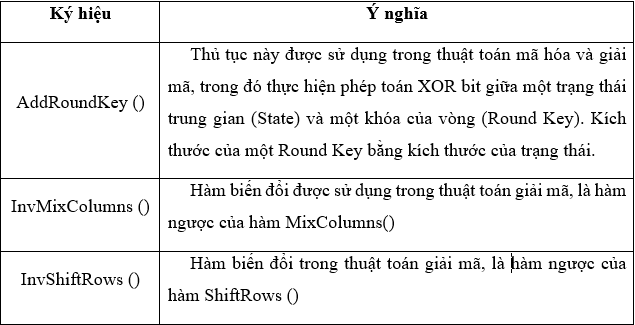 Ký hiệu
Ý nghĩa
AddRoundKey ()
Thủ tục này được sử dụng trong thuật toán mã hóa và giải
mã, trong đó thực hiện phép toán XOR bit giữa một trạng thái
trung gian (State) và một khóa của vòng (Round Key). Kích
thước của một Round Key bằng kích thước của trạng thái.
InvMixColumns ()
Hàm biến đổi được sử dụng trong thuật toán giải mã, là hàm
ngược của hàm MixColumns()
InvShiftRows ()
Hàm biến đổi trong thuật toán giải mã, là hàm ngược của
hàm ShiftRows ()